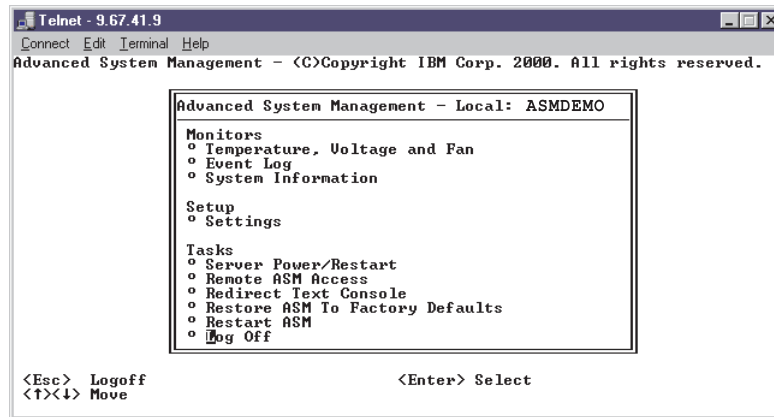 Telnet - 9.67.41.9
Connect Edit Terminal Help
Advanced System Management - (C)Copyright IBM Corp. 2000. All rights reserved.
Advanced System Management - Local: ASMDEMO
Monitors
o Temperature, Voltage and Fan
o Event Log
o System Information
Setup
o Settings
Tasks
o Server Power/Restart
o Remote ASM Access
o Redirect Text Console
o Restore ASM To Factory Defaults
o Restart ASM
o Log Off
<Esc> Logoff <Enter> Select
<↑><↓> Move